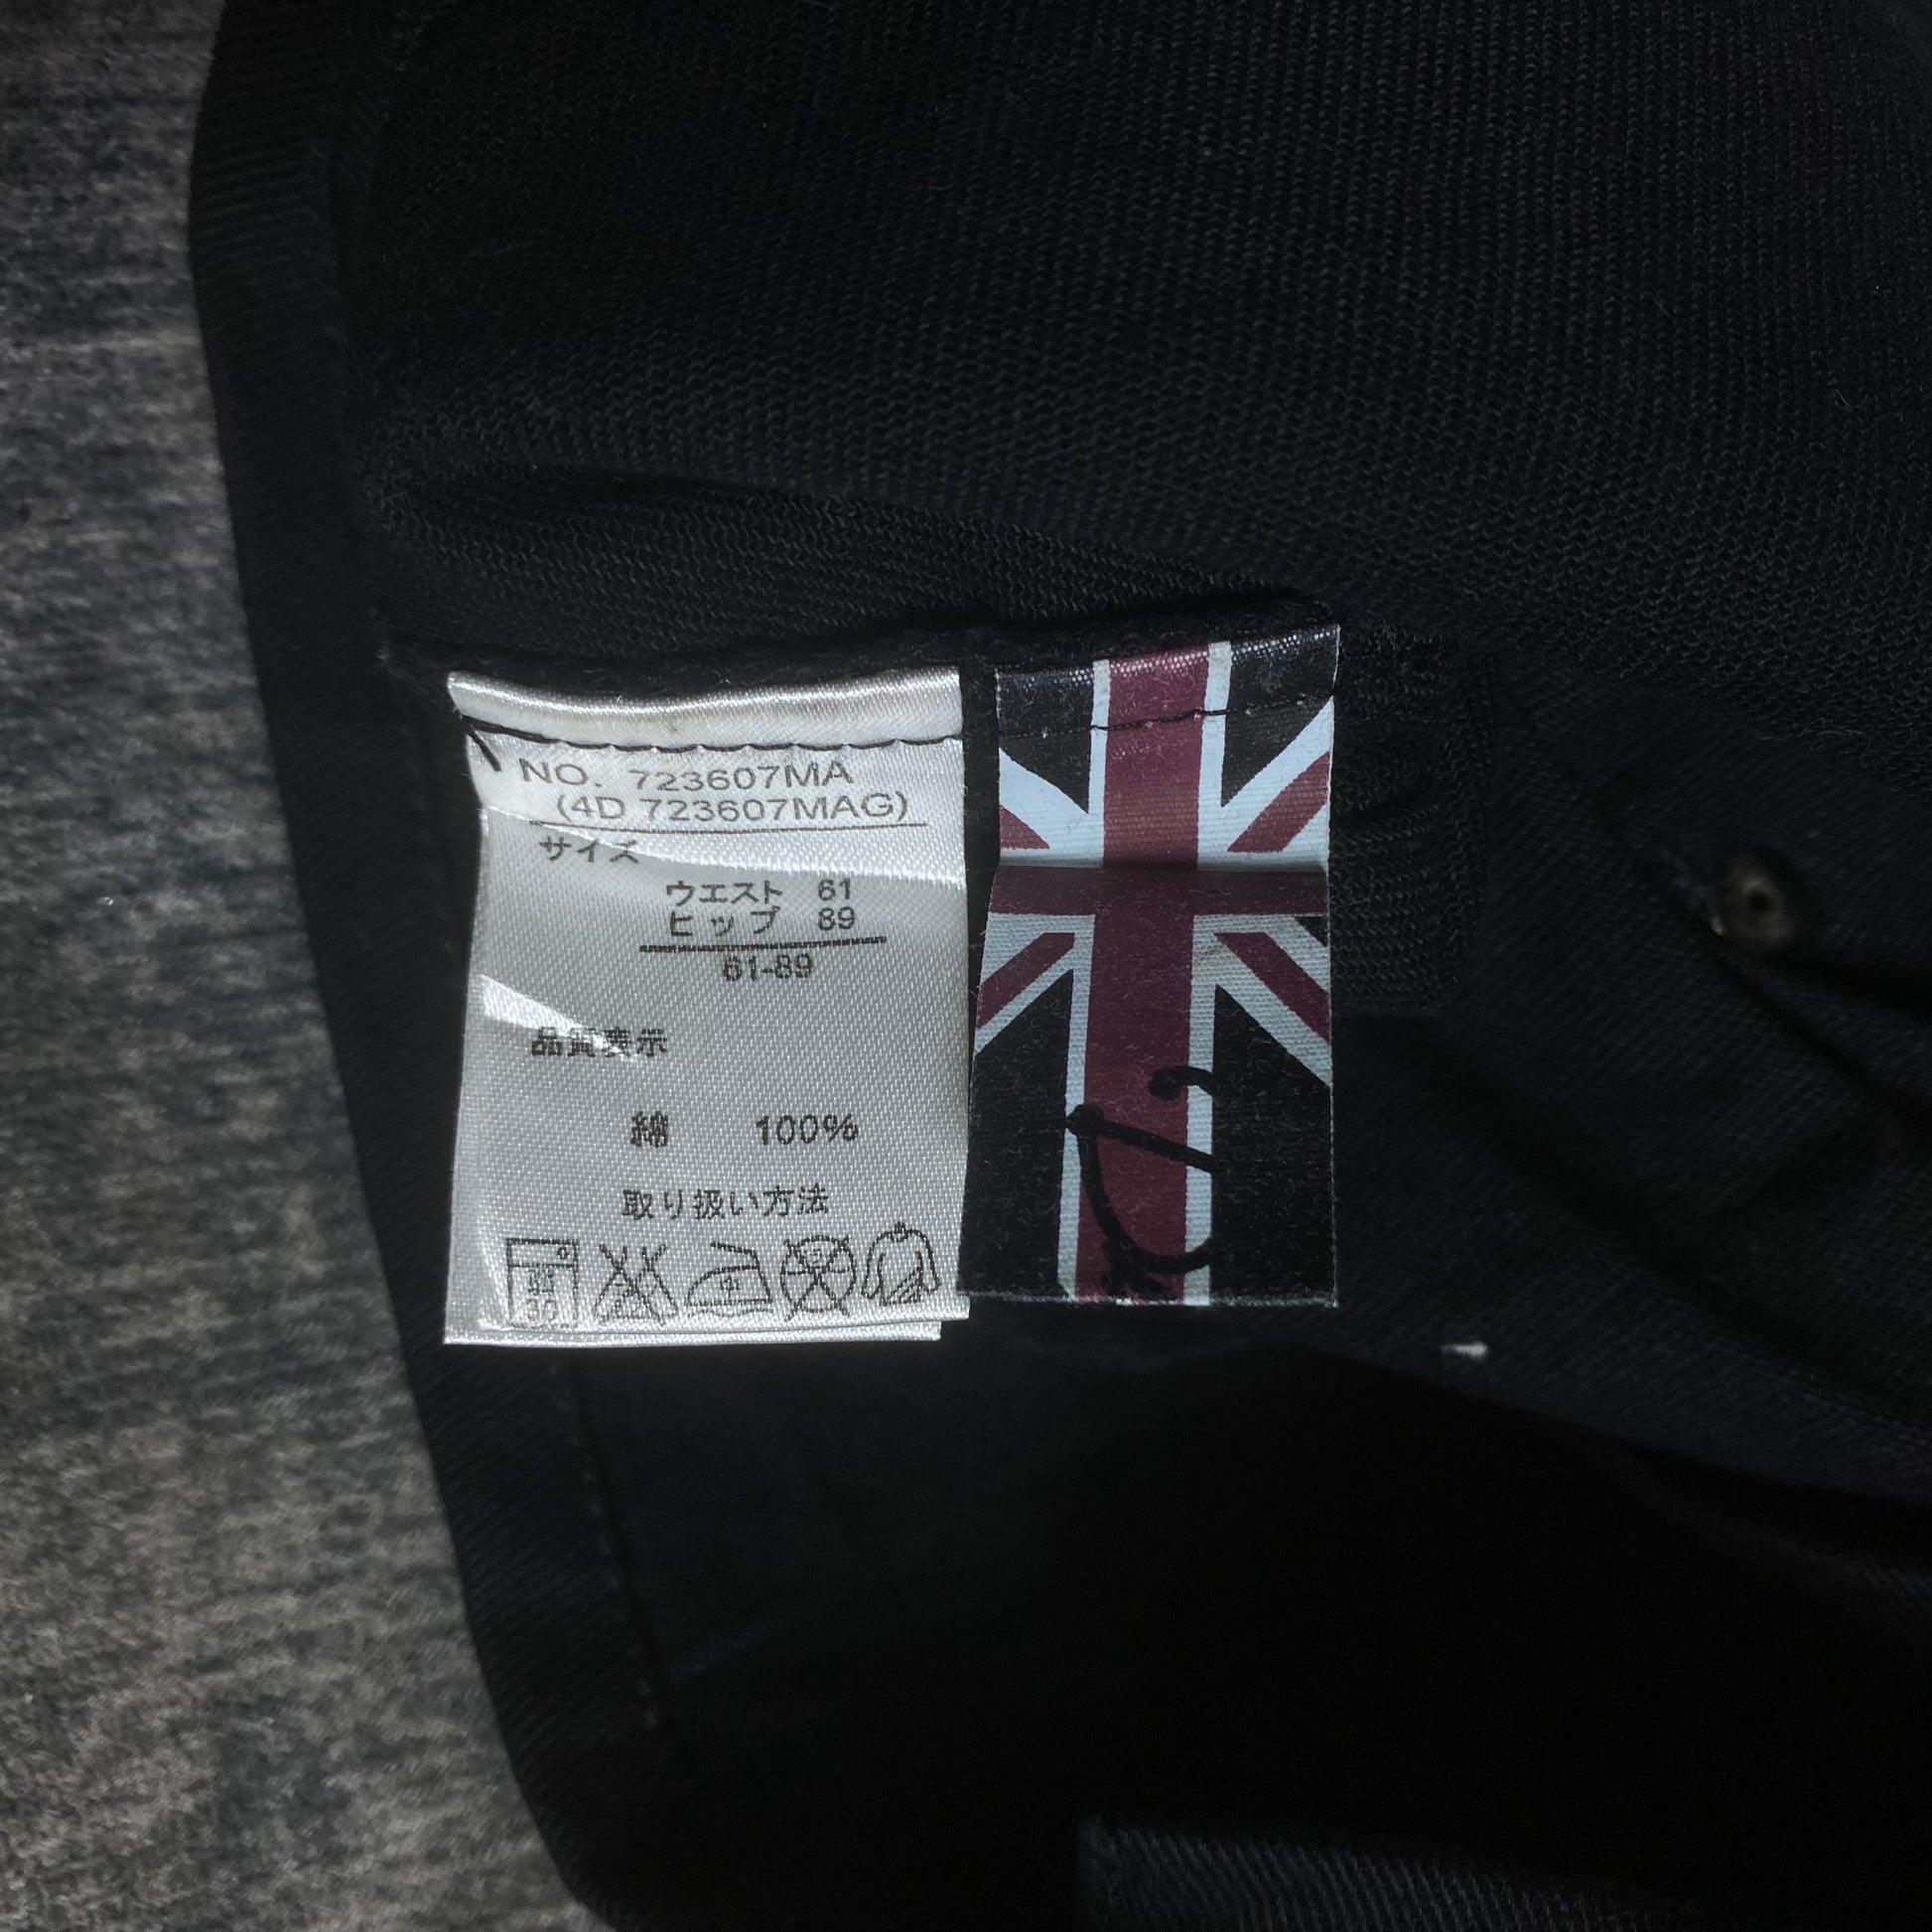 NO. 723607MA
(4D 723607MAG)
サイズ
ウエスト 61
ヒップ 89
61-89
品質表示
綿 100%
取り扱い方法
30